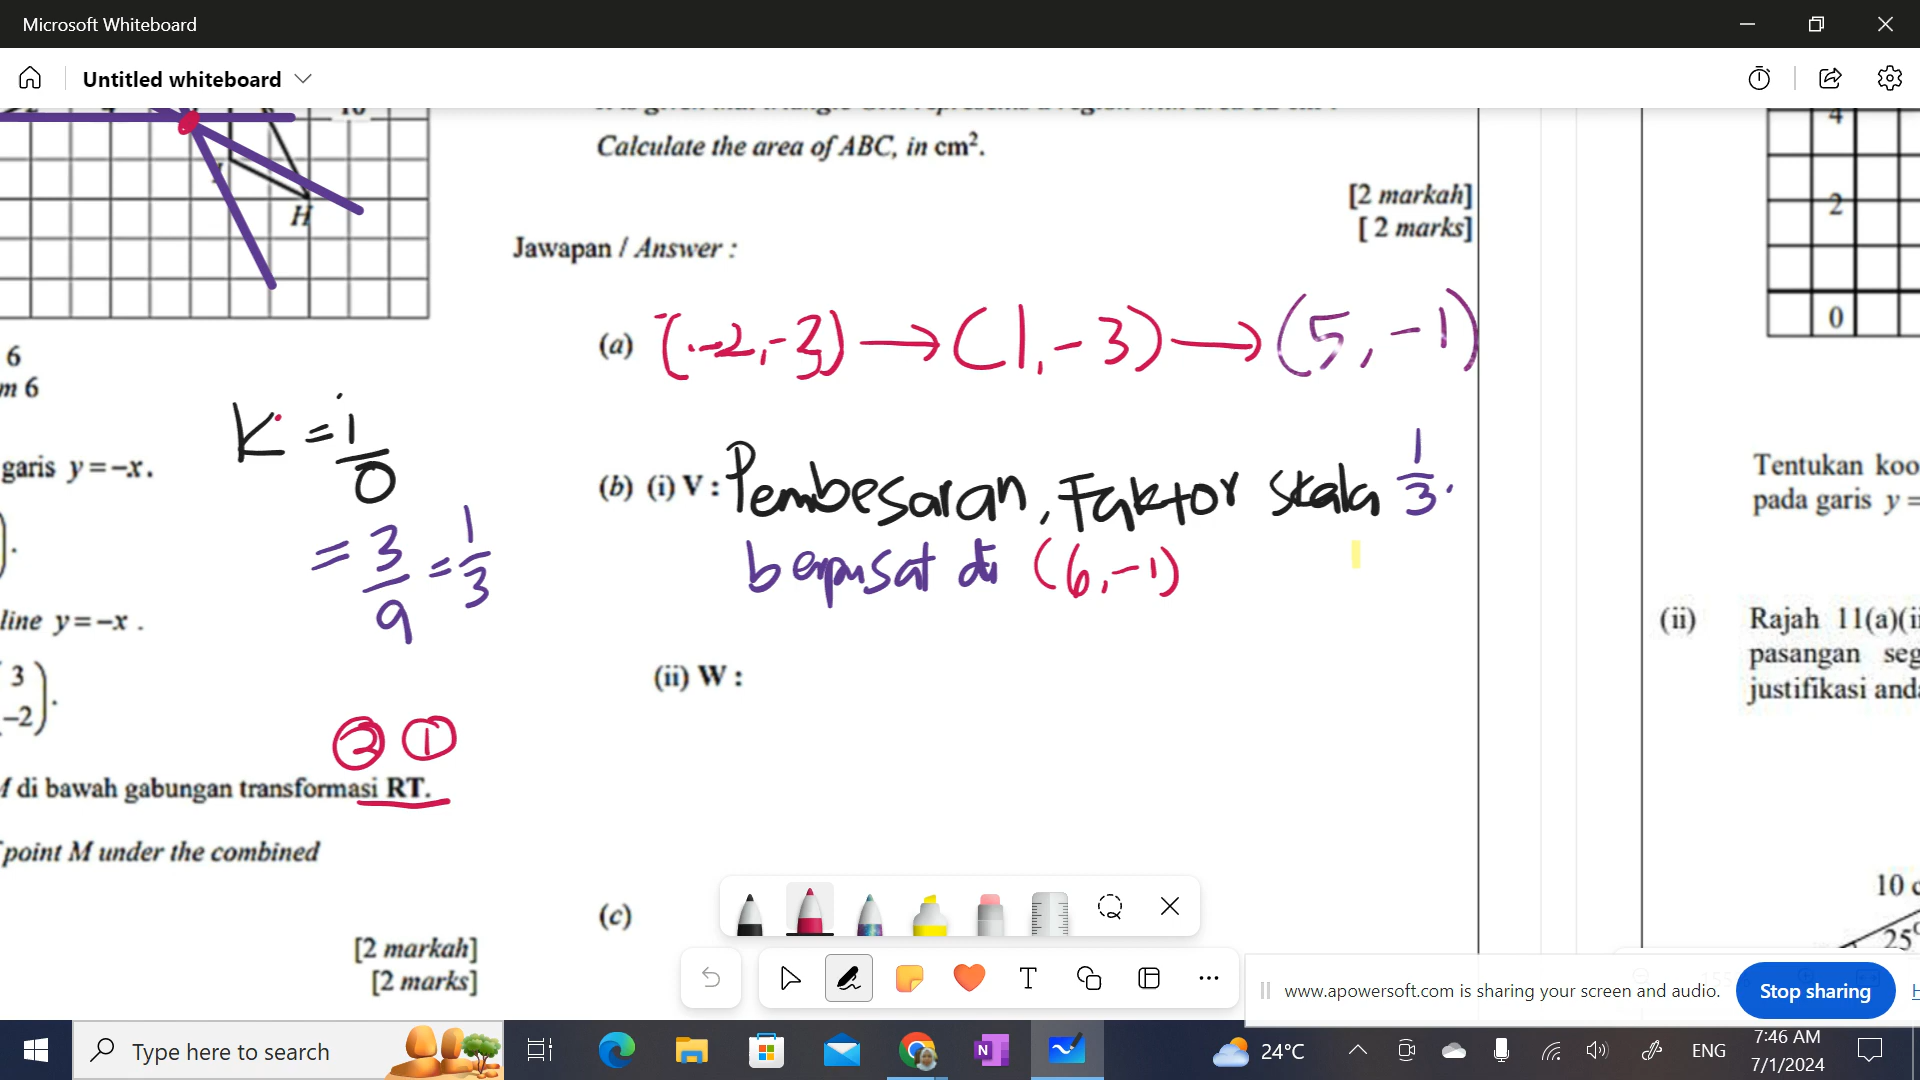 Microsoft Whiteboard
Untitled whiteboard
Calculate the area of ABC, in cm².
[2 markah]
[ 2 marks]
H
Jawapan / Answer :
(a) (-2,-3) → (1,-3) → (5,-1)
6
m 6
K = i/0
= 3/9 = 1/3
garis y = -x.
(b) (i) V : Pembesaran, Faktor skala 1/3.
berpusat di (6,-1)
line y = -x .
(ii) W :
3
-2
2 1
di bawah gabungan transformasi RT.
point M under the combined
(c)
[2 markah]
[2 marks]
4
2
0
Tentukan koo
pada garis y =
(ii) Rajah 11(a)(i
pasangan seg
justifikasi anda
10 c
25°
T
www.apowersoft.com is sharing your screen and audio.
Stop sharing
Type here to search
N
24°C
ENG
7:46 AM
7/1/2024